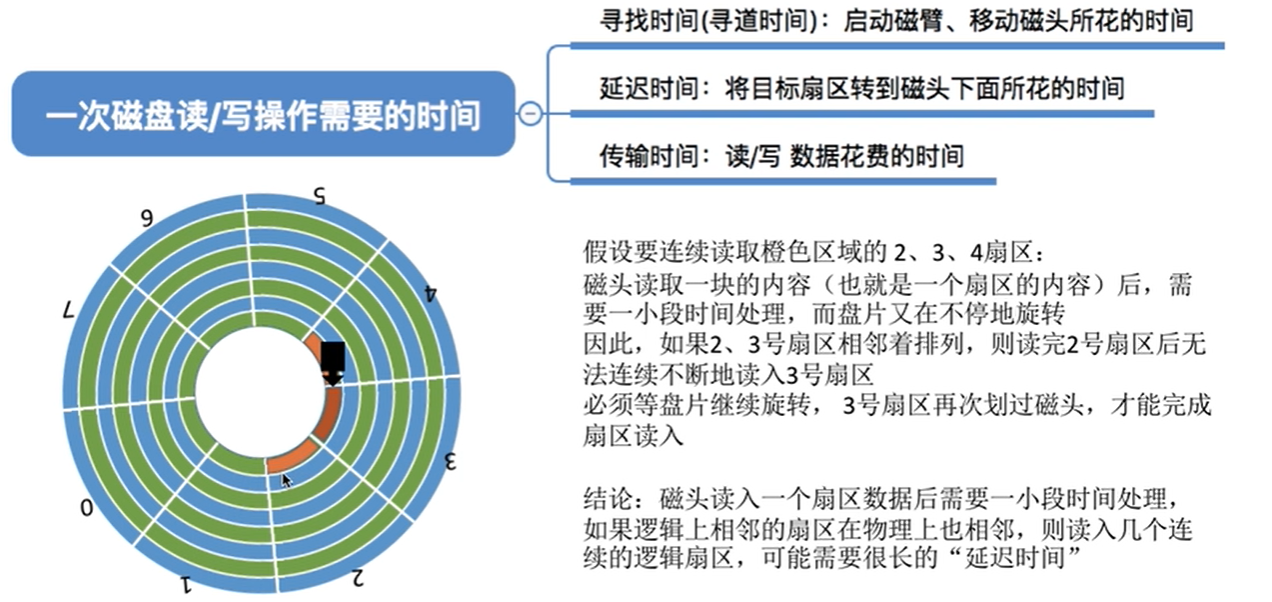 寻找时间(寻道时间)：启动磁臂、移动磁头所花的时间
一次磁盘读/写操作需要的时间
延迟时间：将目标扇区转到磁头下面所花的时间
传输时间：读/写 数据花费的时间
5
6
4
7
3
0
2
1
假设要连续读取橙色区域的 2、3、4扇区：
磁头读取一块的内容（也就是一个扇区的内容）后，需
要一小段时间处理，而盘片又在不停地旋转
因此，如果2、3号扇区相邻着排列，则读完2号扇区后无
法连续不断地读入3号扇区
必须等盘片继续旋转， 3号扇区再次划过磁头，才能完成
扇区读入
结论：磁头读入一个扇区数据后需要一小段时间处理，
如果逻辑上相邻的扇区在物理上也相邻，则读入几个连
续的逻辑扇区，可能需要很长的“延迟时间”